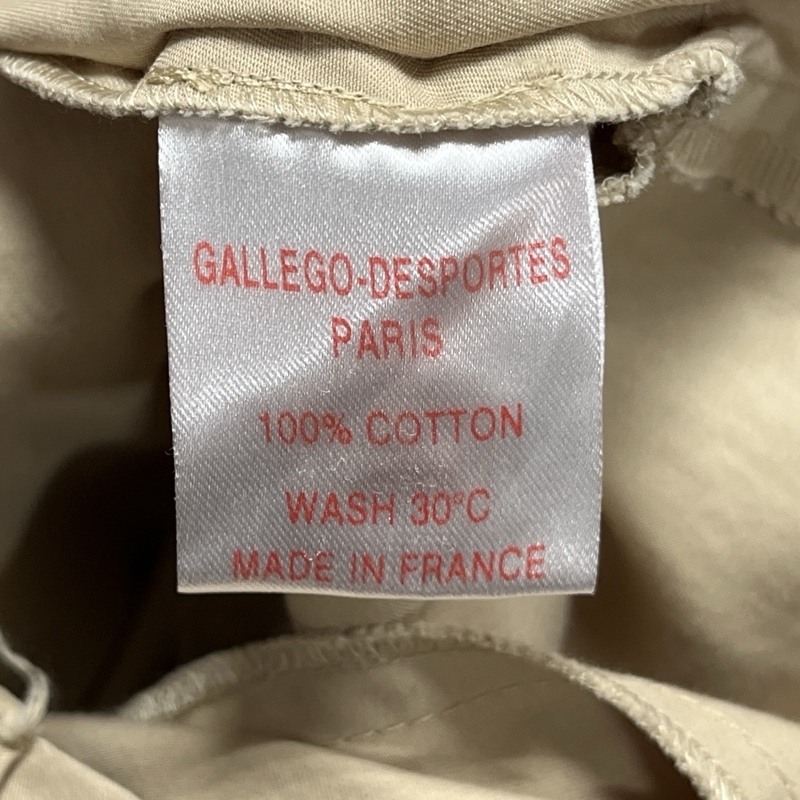 GALLEGO-DESPORTES
PARIS
100% COTTON
WASH 30°C
MADE IN FRANCE